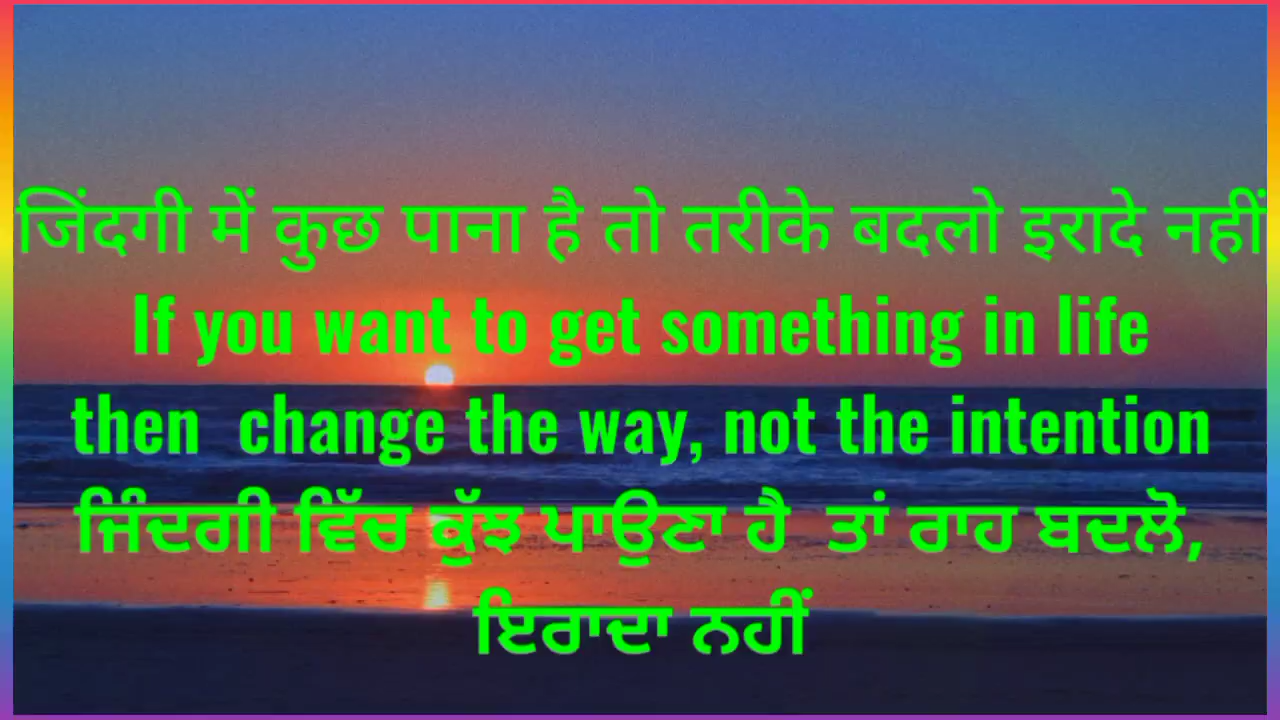 जिंदगी में कुछ पाना है तो तरीके बदलो इरादे नहीं
If you want to get something in life
then change the way, not the intention
ਜਿੰਦਗੀ ਵਿੱਚ ਕੁੱਝ ਪਾਉਣਾ ਹੈ ਤਾਂ ਰਾਹ ਬਦਲੋ,
ਇਰਾਦਾ ਨਹੀਂ